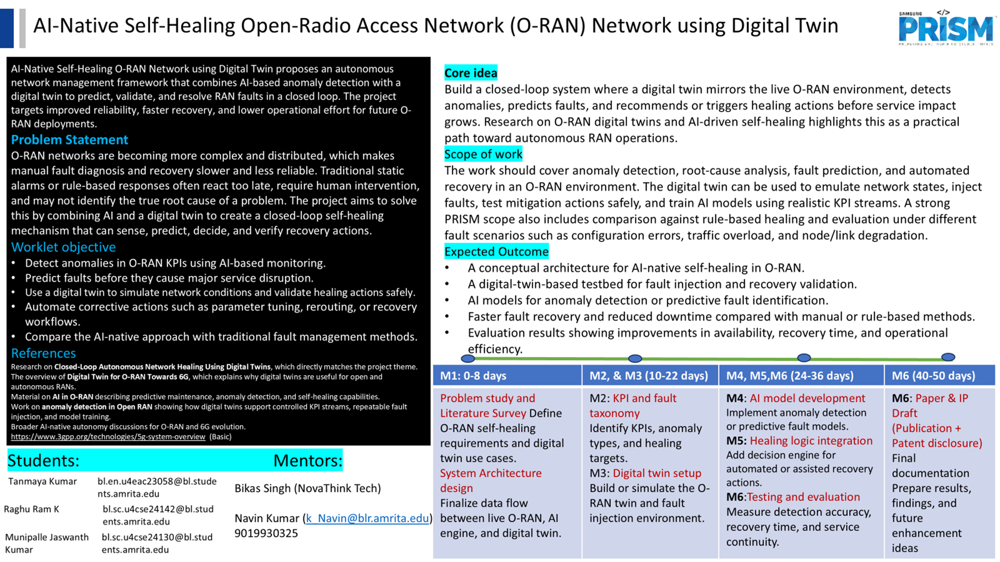 AI-Native Self-Healing Open-Radio Access Network (O-RAN) Network using Digital Twin
SAMSUNG </>
PRISM
PREPARING AND INSPIRING STUDENT MINDS
AI-Native Self-Healing O-RAN Network using Digital Twin proposes an autonomous
network management framework that combines AI-based anomaly detection with a
digital twin to predict, validate, and resolve RAN faults in a closed loop. The project
targets improved reliability, faster recovery, and lower operational effort for future O-
RAN deployments.
Problem Statement
O-RAN networks are becoming more complex and distributed, which makes
manual fault diagnosis and recovery slower and less reliable. Traditional static
alarms or rule-based responses often react too late, require human intervention,
and may not identify the true root cause of a problem. The project aims to solve
this by combining AI and a digital twin to create a closed-loop self-healing
mechanism that can sense, predict, decide, and verify recovery actions.
Worklet objective
• Detect anomalies in O-RAN KPIs using AI-based monitoring.
• Predict faults before they cause major service disruption.
• Use a digital twin to simulate network conditions and validate healing actions safely.
• Automate corrective actions such as parameter tuning, rerouting, or recovery
workflows.
• Compare the AI-native approach with traditional fault management methods.
References
Research on Closed-Loop Autonomous Network Healing Using Digital Twins, which directly matches the project theme.
The overview of Digital Twin for O-RAN Towards 6G, which explains why digital twins are useful for open and
autonomous RANs.
Material on AI in O-RAN describing predictive maintenance, anomaly detection, and self-healing capabilities.
Work on anomaly detection in Open RAN showing how digital twins support controlled KPI streams, repeatable fault
injection, and model training.
Broader AI-native autonomy discussions for O-RAN and 6G evolution.
https://www.3gpp.org/technologies/5g-system-overview (Basic)
Students:
Tanmaya Kumar bl.en.u4eac23058@bl.stude
nts.amrita.edu
Raghu Ram K bl.sc.u4cse24142@bl.stud
ents.amrita.edu
Munipalle Jaswanth bl.sc.u4cse24130@bl.stud
Kumar ents.amrita.edu
Mentors:
Bikas Singh (NovaThink Tech)
Navin Kumar (k_Navin@blr.amrita.edu)
9019930325
Core idea
Build a closed-loop system where a digital twin mirrors the live O-RAN environment, detects
anomalies, predicts faults, and recommends or triggers healing actions before service impact
grows. Research on O-RAN digital twins and AI-driven self-healing highlights this as a practical
path toward autonomous RAN operations.
Scope of work
The work should cover anomaly detection, root-cause analysis, fault prediction, and automated
recovery in an O-RAN environment. The digital twin can be used to emulate network states, inject
faults, test mitigation actions safely, and train AI models using realistic KPI streams. A strong
PRISM scope also includes comparison against rule-based healing and evaluation under different
fault scenarios such as configuration errors, traffic overload, and node/link degradation.
Expected Outcome
• A conceptual architecture for AI-native self-healing in O-RAN.
• A digital-twin-based testbed for fault injection and recovery validation.
• AI models for anomaly detection or predictive fault identification.
• Faster fault recovery and reduced downtime compared with manual or rule-based methods.
• Evaluation results showing improvements in availability, recovery time, and operational
efficiency.
M1: 0-8 days
Problem study and
Literature Survey Define
O-RAN self-healing
requirements and digital
twin use cases.
System Architecture
design
Finalize data flow
between live O-RAN, AI
engine, and digital twin.
M2, & M3 (10-22 days)
M2: KPI and fault
taxonomy
Identify KPIs, anomaly
types, and healing
targets.
M3: Digital twin setup
Build or simulate the O-
RAN twin and fault
injection environment.
M4, M5,M6 (24-36 days)
M4: AI model development
Implement anomaly detection
or predictive fault models.
M5: Healing logic integration
Add decision engine for
automated or assisted recovery
actions.
M6:Testing and evaluation
Measure detection accuracy,
recovery time, and service
continuity.
M6 (40-50 days)
M6: Paper & IP
Draft
(Publication +
Patent disclosure)
Final
documentation
Prepare results,
findings, and
future
enhancement
ideas